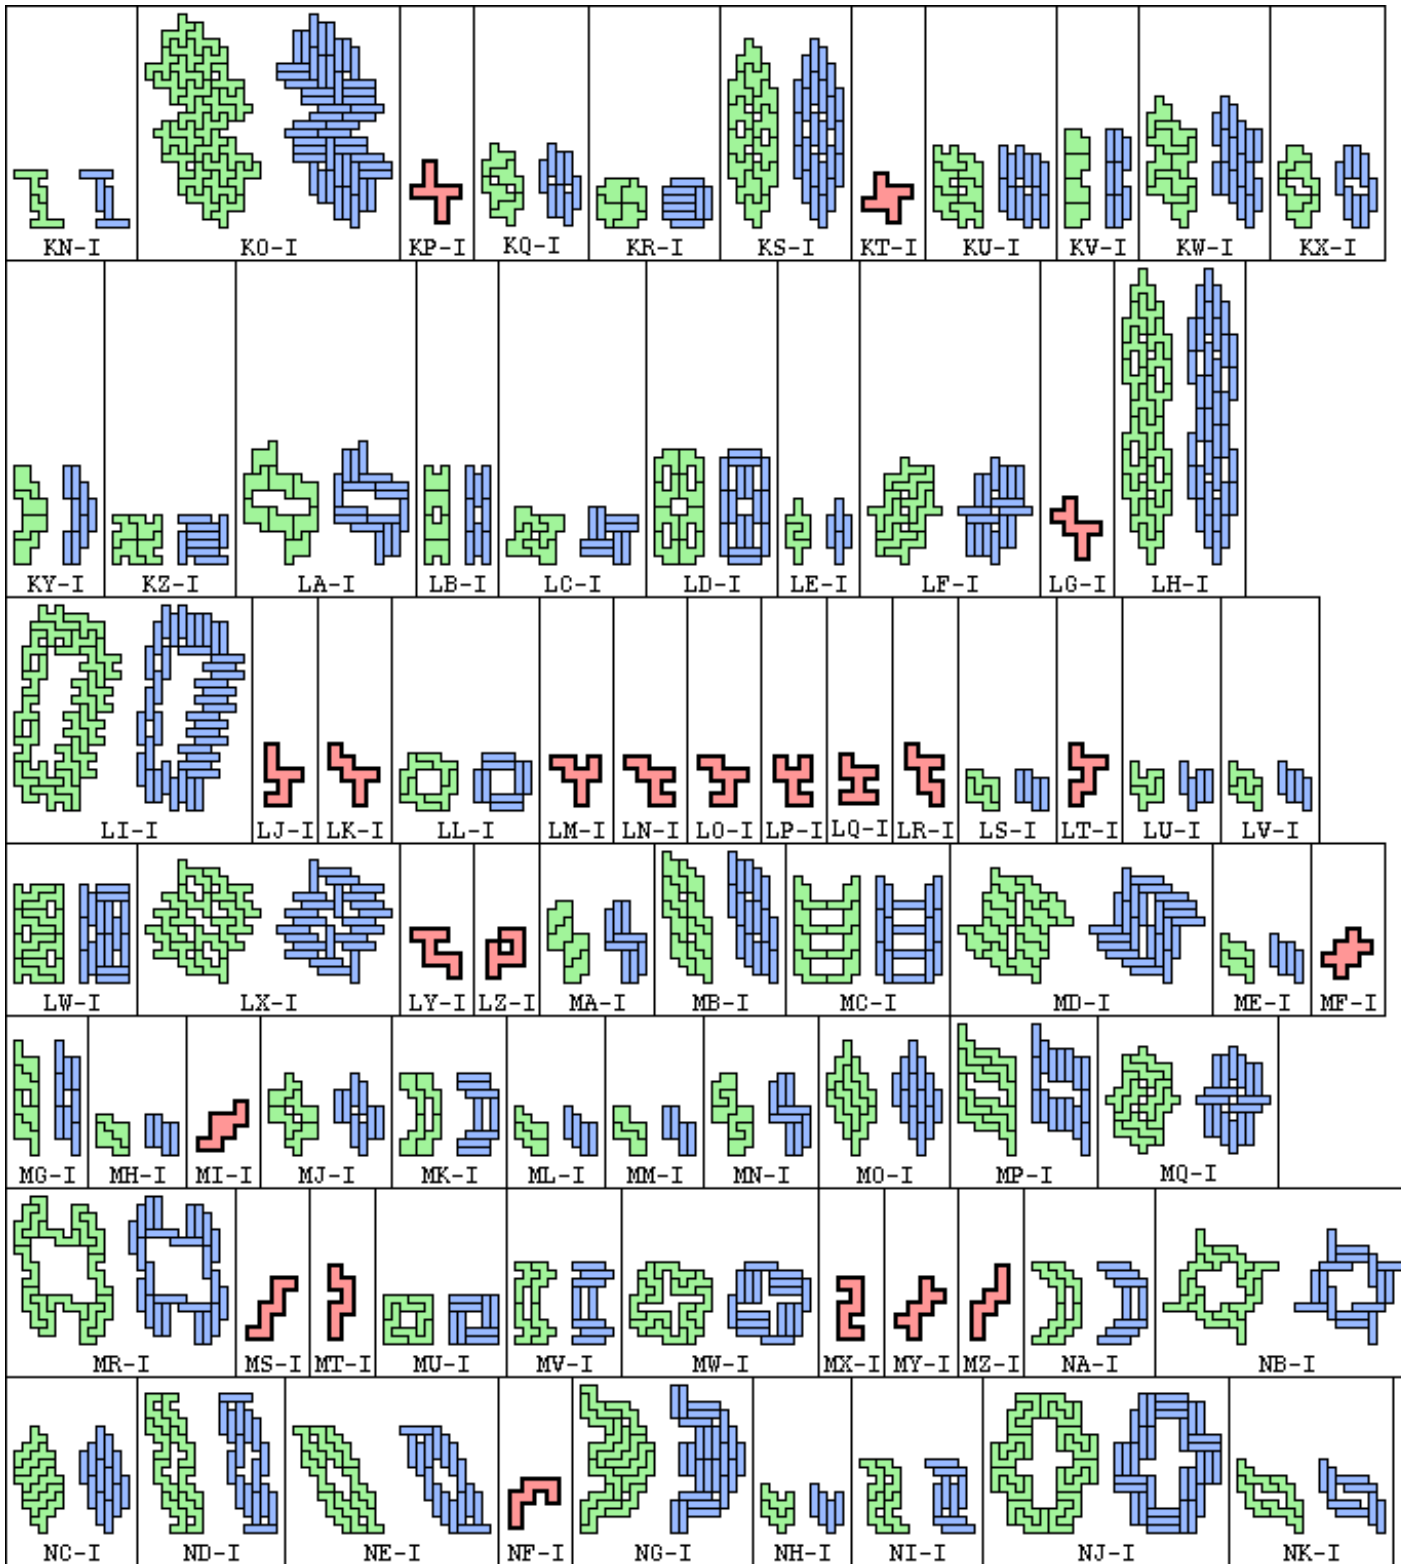 KN-I KO-I KP-I KQ-I KR-I KS-I KT-I KU-I KV-I KW-I KX-I
KY-I KZ-I LA-I LB-I LC-I LD-I LE-I LF-I LG-I LH-I
LI-I LJ-I LK-I LL-I LM-I LN-I LO-I LP-I LQ-I LR-I LS-I LT-I LU-I LV-I
LW-I LX-I LY-I LZ-I MA-I MB-I MC-I MD-I ME-I MF-I
MG-I MH-I MI-I MJ-I MK-I ML-I MM-I MN-I MO-I MP-I MQ-I
MR-I MS-I MT-I MU-I MV-I MW-I MX-I MY-I MZ-I NA-I NB-I
NC-I ND-I NE-I NF-I NG-I NH-I NI-I NJ-I NK-I